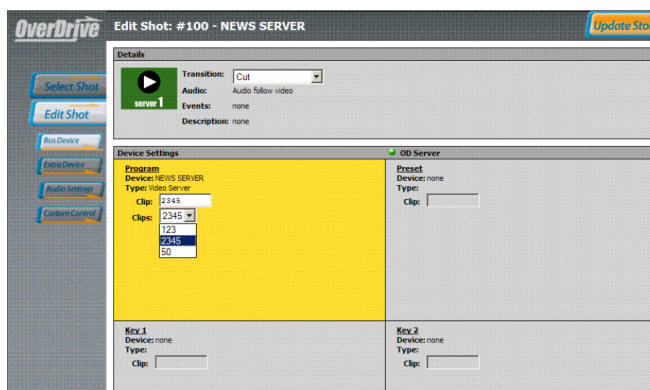 OverDrive
Edit Shot: #100 - NEWS SERVER
Update Sto
Select Shot
Edit Shot
Bus Device
Extra Device
Audio Settings
Custom Control
Details
server 1
Transition: Cut
Audio: Audio follow video
Events: none
Description: none
Device Settings
OD Server
Program
Device: NEWS SERVER
Type: Video Server
Clip: 2345
Clips: 2345
123
2345
50
Preset
Device: none
Type:
Clip:
Key 1
Device: none
Type:
Clip:
Key 2
Device: none
Type:
Clip: